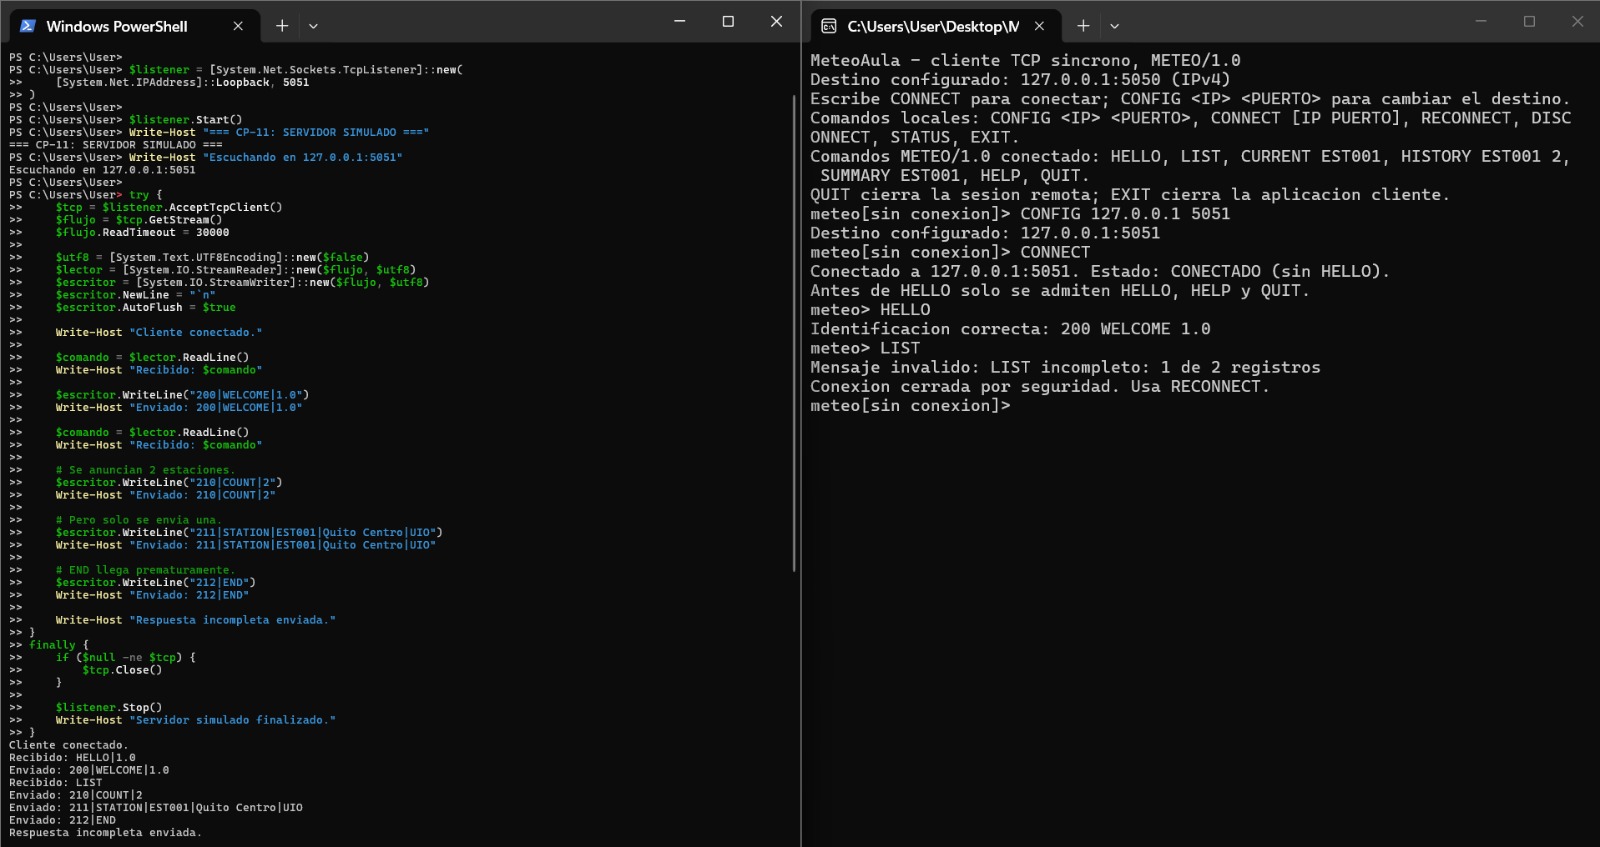 Windows PowerShell
PS C:\Users\User>
PS C:\Users\User> $listener = [System.Net.Sockets.TcpListener]::new(
>>     [System.Net.IPAddress]::Loopback, 5051
>> )
PS C:\Users\User>
PS C:\Users\User> $listener.Start()
PS C:\Users\User> Write-Host "=== CP-11: SERVIDOR SIMULADO ==="
=== CP-11: SERVIDOR SIMULADO ===
PS C:\Users\User> Write-Host "Escuchando en 127.0.0.1:5051"
Escuchando en 127.0.0.1:5051
PS C:\Users\User>
PS C:\Users\User> try {
>>     $tcp = $listener.AcceptTcpClient()
>>     $flujo = $tcp.GetStream()
>>     $flujo.ReadTimeout = 30000
>>
>>     $utf8 = [System.Text.UTF8Encoding]::new($false)
>>     $lector = [System.IO.StreamReader]::new($flujo, $utf8)
>>     $escritor = [System.IO.StreamWriter]::new($flujo, $utf8)
>>     $escritor.NewLine = "`n"
>>     $escritor.AutoFlush = $true
>>
>>     Write-Host "Cliente conectado."
>>
>>     $comando = $lector.ReadLine()
>>     Write-Host "Recibido: $comando"
>>
>>     $escritor.WriteLine("200|WELCOME|1.0")
>>     Write-Host "Enviado: 200|WELCOME|1.0"
>>
>>     $comando = $lector.ReadLine()
>>     Write-Host "Recibido: $comando"
>>
>>     # Se anuncian 2 estaciones.
>>     $escritor.WriteLine("210|COUNT|2")
>>     Write-Host "Enviado: 210|COUNT|2"
>>
>>     # Pero solo se envia una.
>>     $escritor.WriteLine("211|STATION|EST001|Quito Centro|UIO")
>>     Write-Host "Enviado: 211|STATION|EST001|Quito Centro|UIO"
>>
>>     # END llega prematuramente.
>>     $escritor.WriteLine("212|END")
>>     Write-Host "Enviado: 212|END"
>>
>>     Write-Host "Respuesta incompleta enviada."
>> }
>> finally {
>>     if ($null -ne $tcp) {
>>         $tcp.Close()
>>     }
>>
>>     $listener.Stop()
>>     Write-Host "Servidor simulado finalizado."
>> }
Cliente conectado.
Recibido: HELLO|1.0
Enviado: 200|WELCOME|1.0
Recibido: LIST
Enviado: 210|COUNT|2
Enviado: 211|STATION|EST001|Quito Centro|UIO
Enviado: 212|END
Respuesta incompleta enviada.
C:\Users\User\Desktop\M
MeteoAula - cliente TCP sincrono, METEO/1.0
Destino configurado: 127.0.0.1:5050 (IPv4)
Escribe CONNECT para conectar; CONFIG <IP> <PUERTO> para cambiar el destino.
Comandos locales: CONFIG <IP> <PUERTO>, CONNECT [IP PUERTO], RECONNECT, DISC
ONNECT, STATUS, EXIT.
Comandos METEO/1.0 conectado: HELLO, LIST, CURRENT EST001, HISTORY EST001 2,
 SUMMARY EST001, HELP, QUIT.
QUIT cierra la sesion remota; EXIT cierra la aplicacion cliente.
meteo[sin conexion]> CONFIG 127.0.0.1 5051
Destino configurado: 127.0.0.1:5051
meteo[sin conexion]> CONNECT
Conectado a 127.0.0.1:5051. Estado: CONECTADO (sin HELLO).
Antes de HELLO solo se admiten HELLO, HELP y QUIT.
meteo> HELLO
Identificacion correcta: 200 WELCOME 1.0
meteo> LIST
Mensaje invalido: LIST incompleto: 1 de 2 registros
Conexion cerrada por seguridad. Usa RECONNECT.
meteo[sin conexion]>